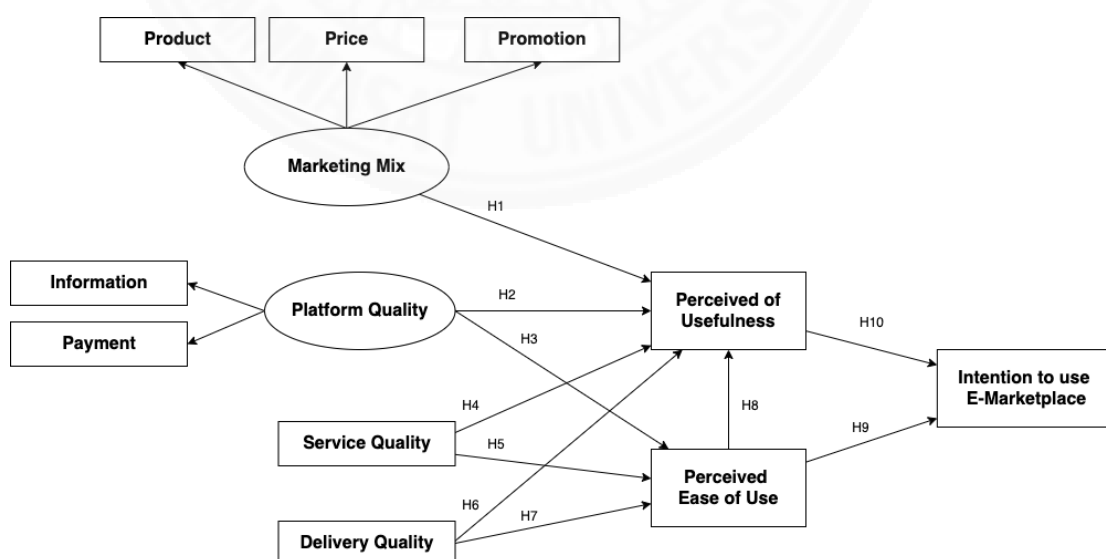 Product
Price
Promotion
UNIVERS
Marketing Mix
H1
Information
Payment
Platform Quality
H2
H3
Perceived of
Usefulness
H10
Intention to use
E-Marketplace
H4
H8
H9
Service Quality
H5
Perceived
Ease of Use
H6
H7
Delivery Quality